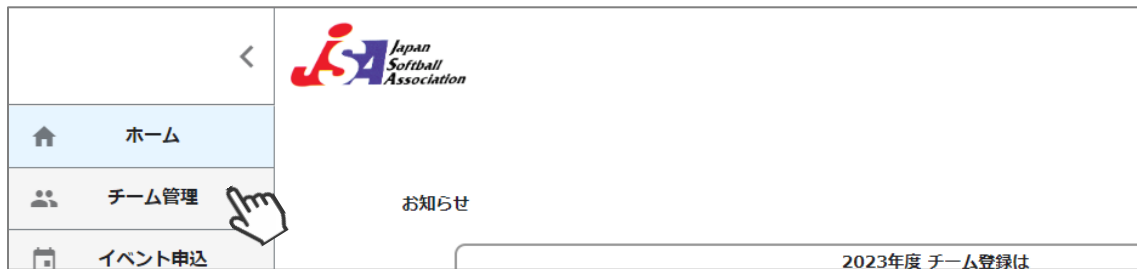 Japan
Softball
Association
JSA
ホーム
チーム管理
お知らせ
イベント申込
2023年度 チーム登録は